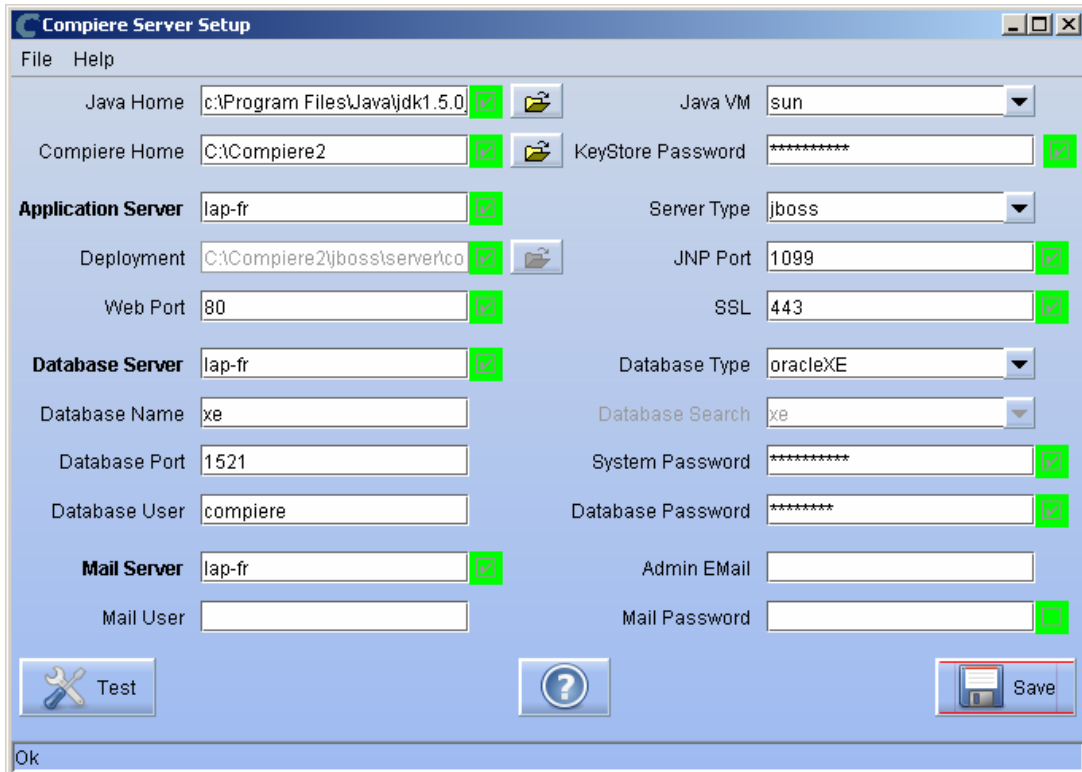 Compiere Server Setup
File Help
Java Home c:\Program Files\Java\jdk1.5.0_ Java VM sun
Compiere Home C:\Compiere2 KeyStore Password **********
Application Server lap-fr Server Type jboss
Deployment C:\Compiere2\jboss\server\co JNP Port 1099
Web Port 80 SSL 443
Database Server lap-fr Database Type oracleXE
Database Name xe Database Search xe
Database Port 1521 System Password **********
Database User compiere Database Password ********
Mail Server lap-fr Admin EMail
Mail User Mail Password
Test ? Save
Ok